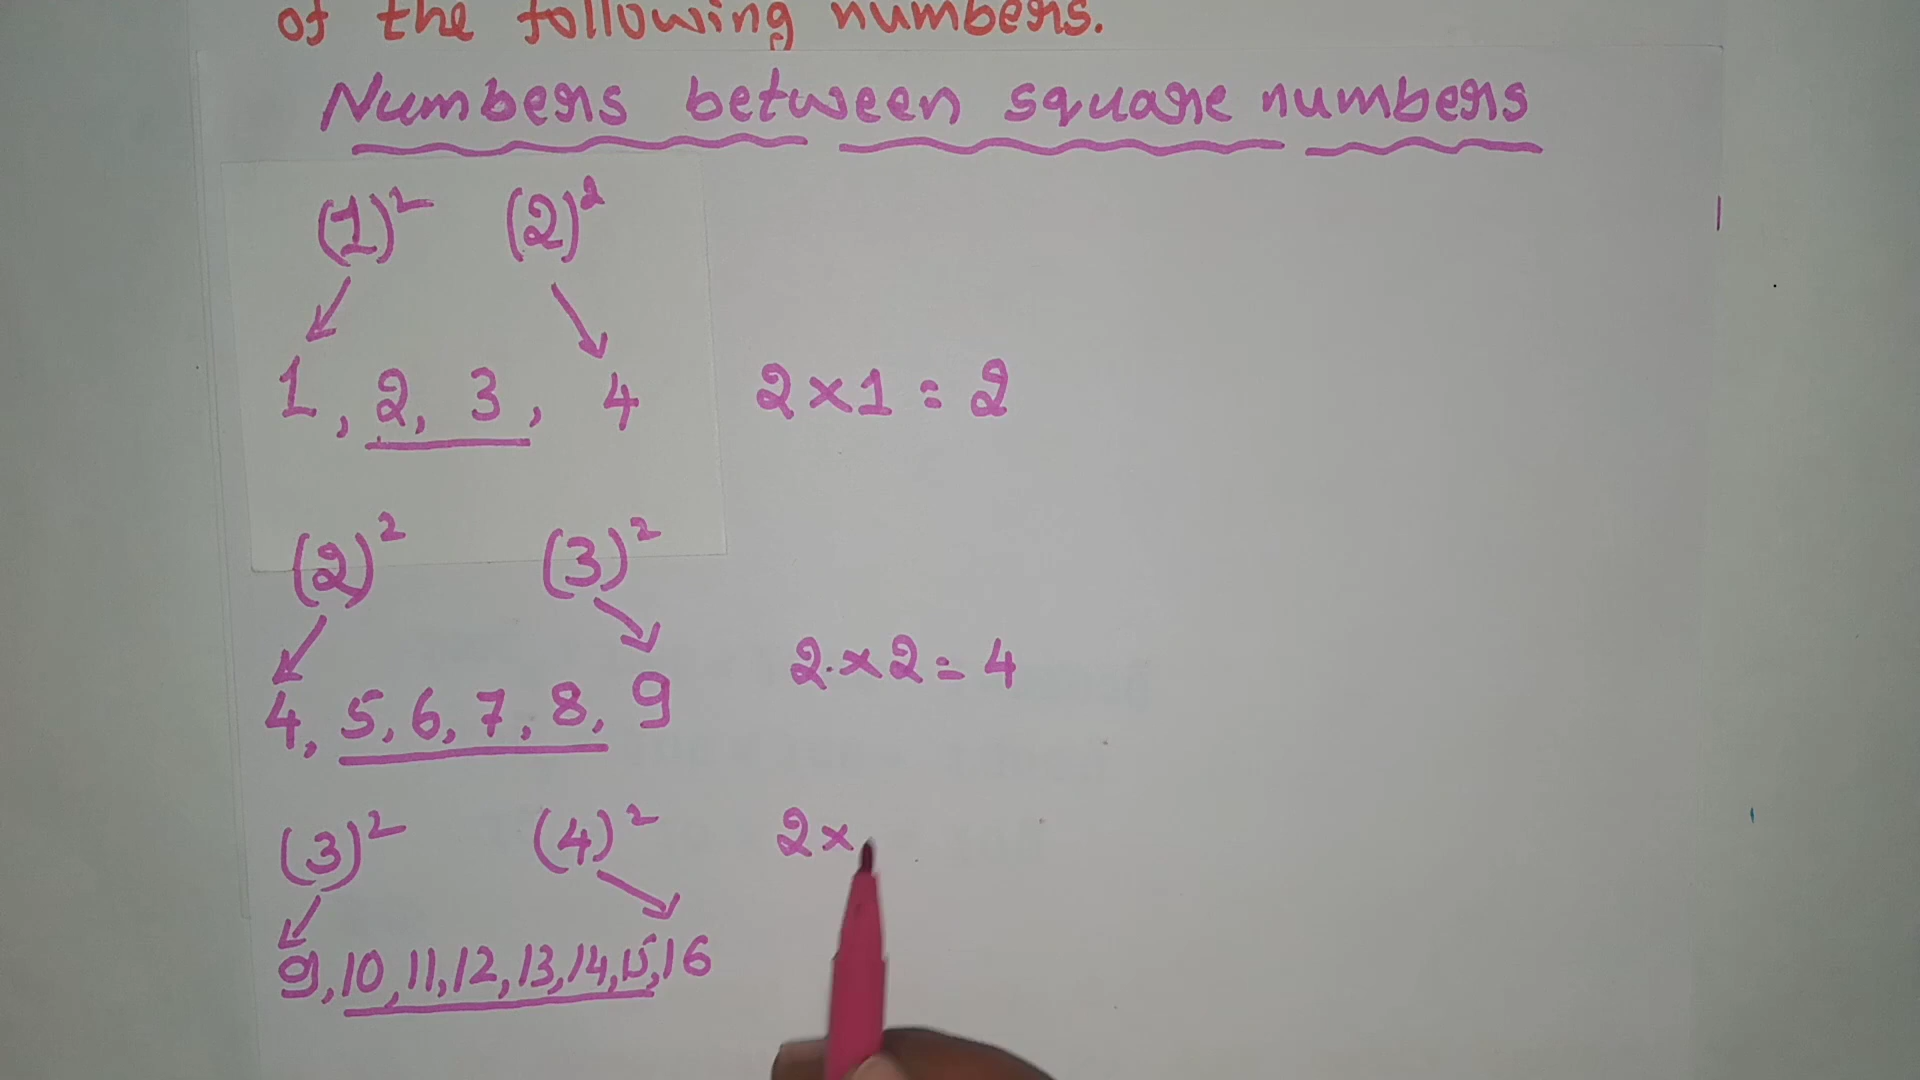 of the following numbers.
Numbers between square numbers
(1)² (2)²
1, 2, 3, 4 2×1 = 2
(2)² (3)²
4, 5, 6, 7, 8, 9 2.×2 = 4
(3)² (4)² 2×
9, 10, 11, 12, 13, 14, 15, 16